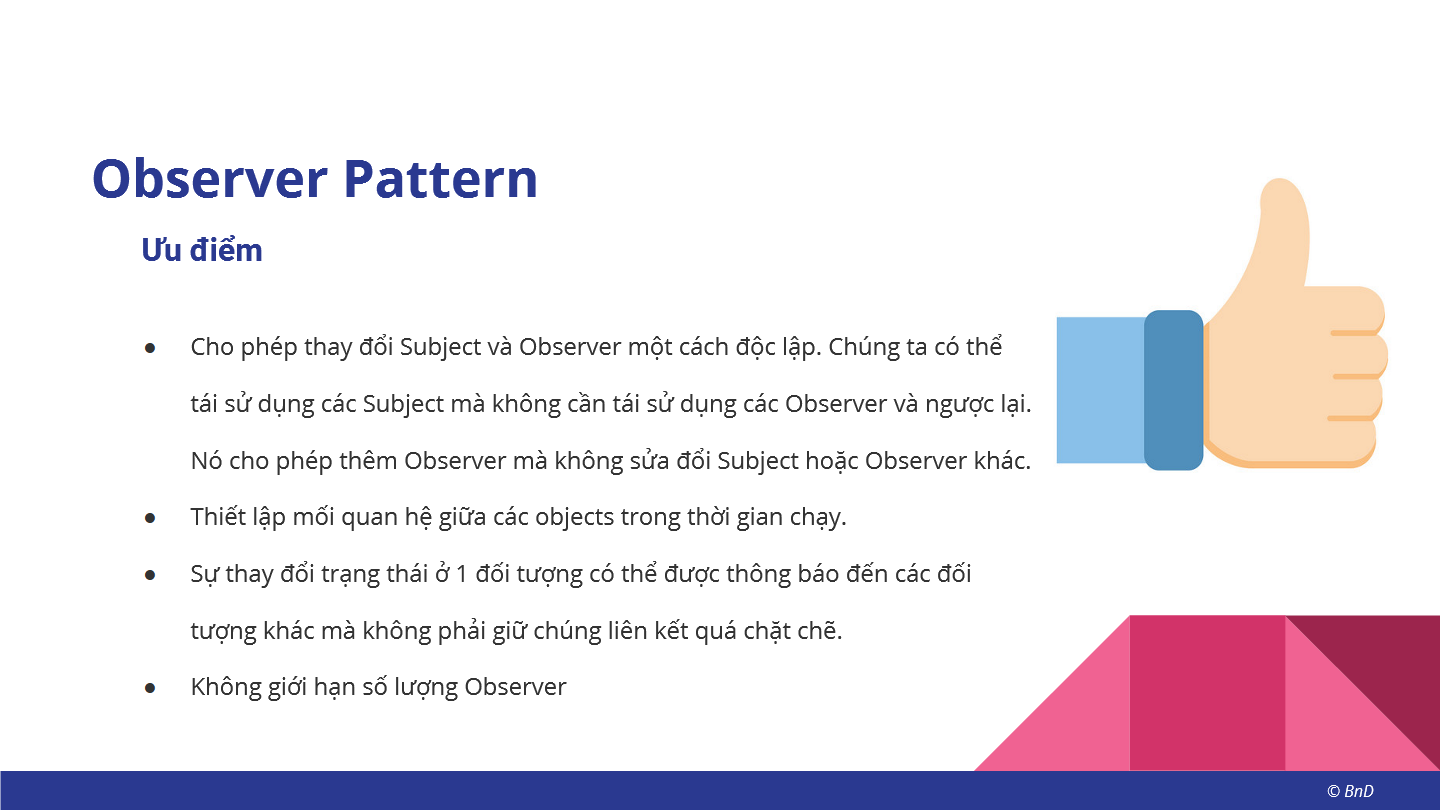 Observer Pattern
Ưu điểm
● Cho phép thay đổi Subject và Observer một cách độc lập. Chúng ta có thể
tái sử dụng các Subject mà không cần tái sử dụng các Observer và ngược lại.
Nó cho phép thêm Observer mà không sửa đổi Subject hoặc Observer khác.
● Thiết lập mối quan hệ giữa các objects trong thời gian chạy.
● Sự thay đổi trạng thái ở 1 đối tượng có thể được thông báo đến các đối
tượng khác mà không phải giữ chúng liên kết quá chặt chẽ.
● Không giới hạn số lượng Observer
© BnD